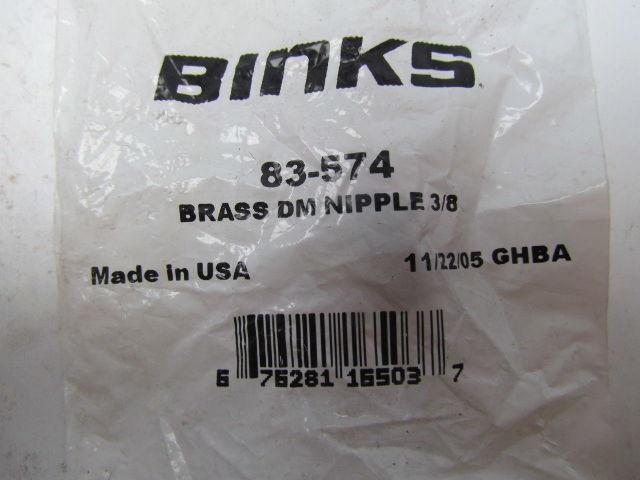 BINKS
83-574
BRASS DM NIPPLE 3/8
Made In USA 11/22/05 GHBA
6 76281 16503 7